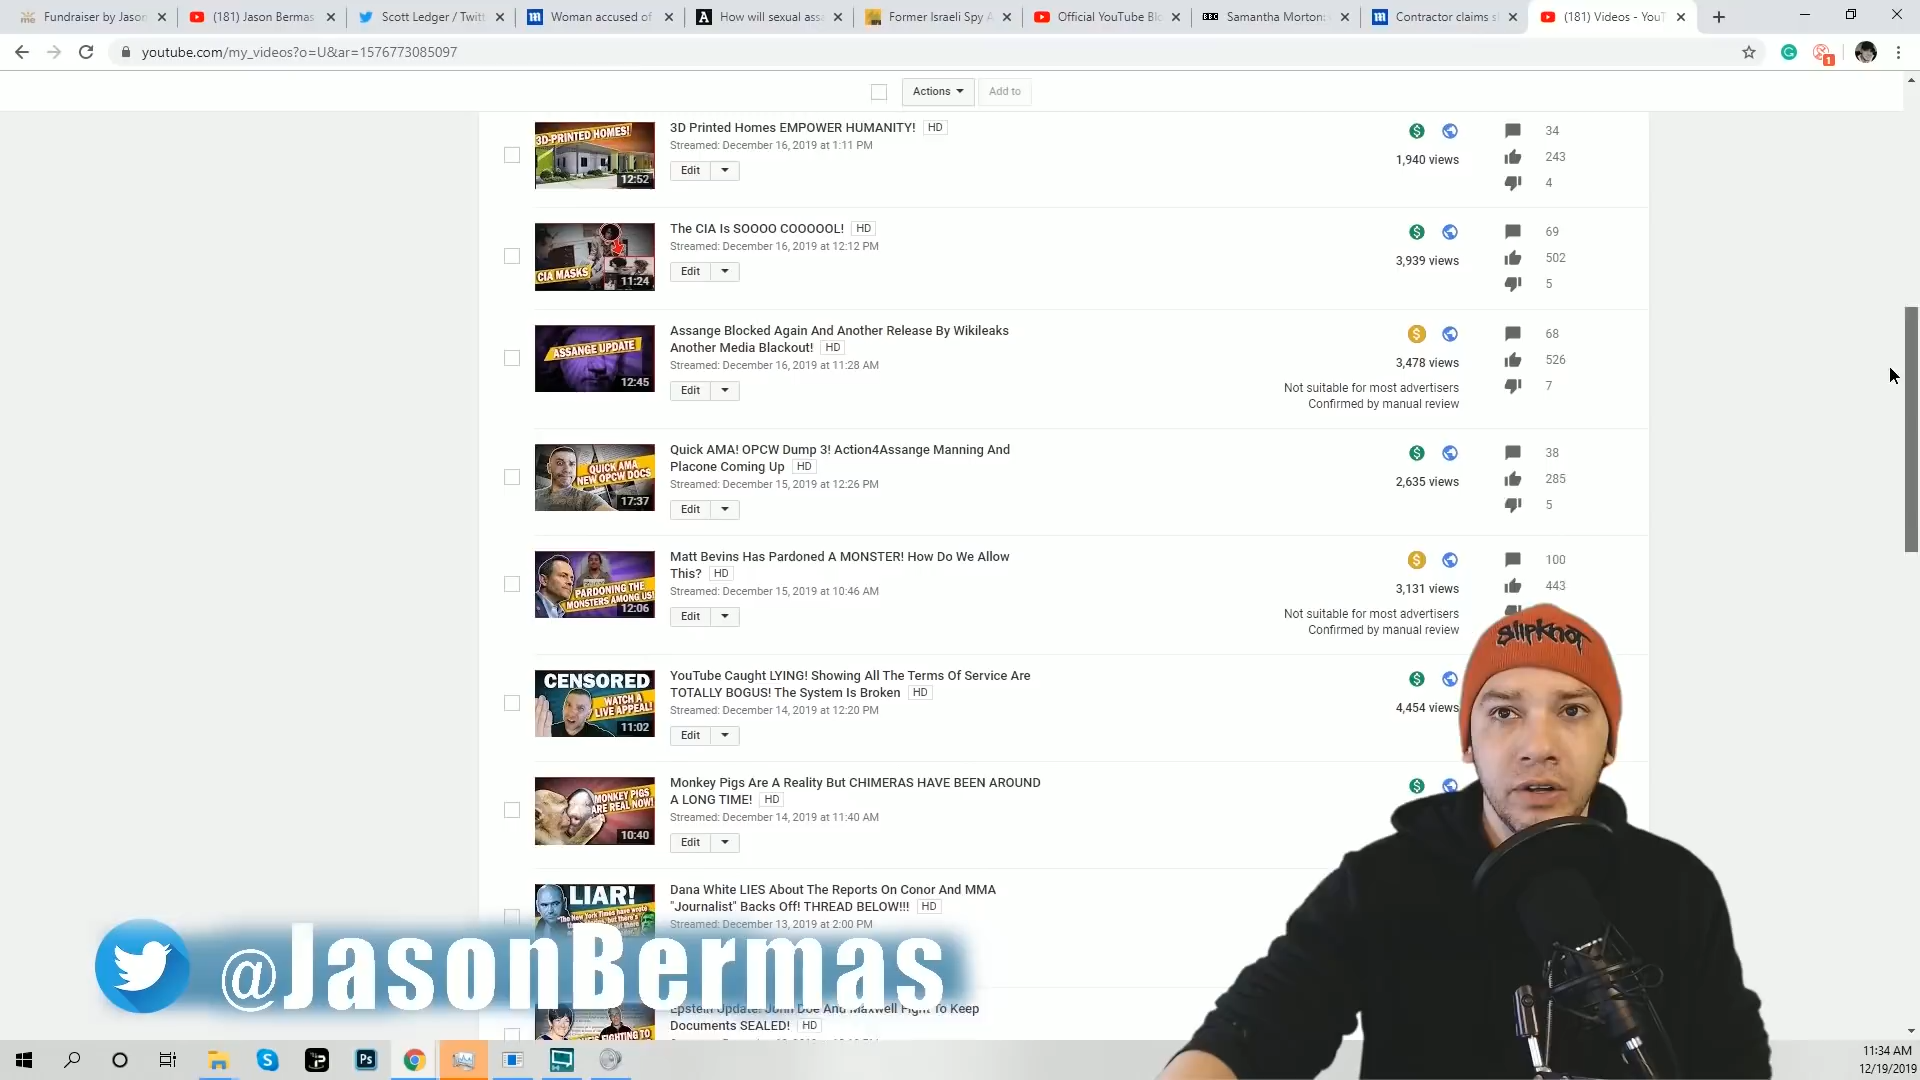 Fundraiser by Jason
(181) Jason Bermas
Scott Ledger / Twitt
Woman accused of
How will sexual assa
Former Israeli Spy A
Official YouTube Blo
BBC Samantha Morton:
Contractor claims s
(181) Videos - YouT
youtube.com/my_videos?o=U&ar=1576773085097
1
Actions
Add to
3D-PRINTED HOMES!
12:52
3D Printed Homes EMPOWER HUMANITY! HD
Streamed: December 16, 2019 at 1:11 PM
Edit
1,940 views
34
243
4
CIA MASKS
11:24
The CIA Is SOOOO COOOOOL! HD
Streamed: December 16, 2019 at 12:12 PM
Edit
3,939 views
69
502
5
ASSANGE UPDATE
12:45
Assange Blocked Again And Another Release By Wikileaks
Another Media Blackout! HD
Streamed: December 16, 2019 at 11:28 AM
Edit
3,478 views
Not suitable for most advertisers
Confirmed by manual review
68
526
7
QUICK AMA
NEW OPCW DOCS
17:37
Quick AMA! OPCW Dump 3! Action4Assange Manning And
Placone Coming Up HD
Streamed: December 15, 2019 at 12:26 PM
Edit
2,635 views
38
285
5
PARDONING THE
MONSTERS AMONG US!
12:06
Matt Bevins Has Pardoned A MONSTER! How Do We Allow
This? HD
Streamed: December 15, 2019 at 10:46 AM
Edit
3,131 views
Not suitable for most advertisers
Confirmed by manual review
100
443
slipknot
CENSORED
WATCH A
LIVE APPEAL!
11:02
YouTube Caught LYING! Showing All The Terms Of Service Are
TOTALLY BOGUS! The System Is Broken HD
Streamed: December 14, 2019 at 12:20 PM
Edit
4,454 views
MONKEY PIGS
ARE REAL NOW!
10:40
Monkey Pigs Are A Reality But CHIMERAS HAVE BEEN AROUND
A LONG TIME! HD
Streamed: December 14, 2019 at 11:40 AM
Edit
LIAR!
Dana White LIES About The Reports On Conor And MMA
"Journalist" Backs Off! THREAD BELOW!!! HD
Streamed: December 13, 2019 at 2:00 PM
@JasonBermas
Epstein Update! John Doe And Maxwell Fight To Keep
Documents SEALED! HD
Ps
11:34 AM
12/19/2019